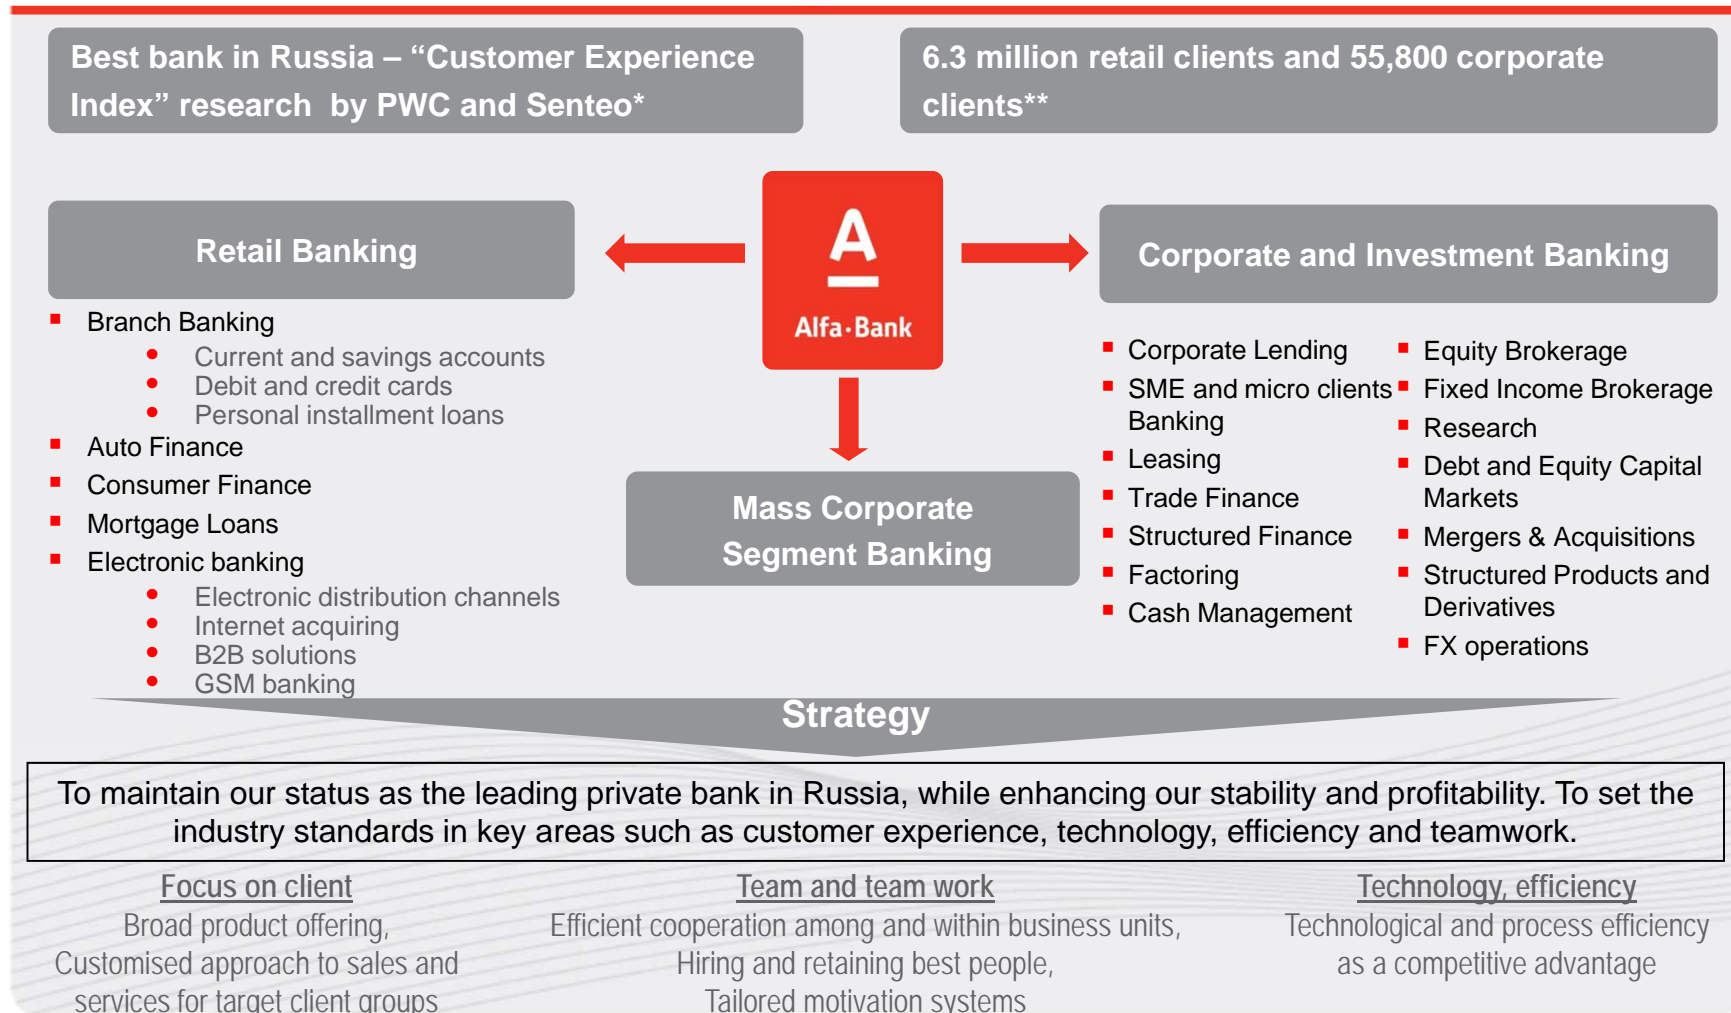 Best bank in Russia – “Customer Experience
Index” research  by PWC and Senteo*
6.3 million retail clients and 55,800 corporate
clients**
Retail Banking
A
Alfa·Bank
Corporate and Investment Banking
Branch Banking
Current and savings accounts
Debit and credit cards
Personal installment loans
Auto Finance
Consumer Finance
Mortgage Loans
Electronic banking
Electronic distribution channels
Internet acquiring
B2B solutions
GSM banking
Mass Corporate
Segment Banking
Corporate Lending
SME and micro clients
Banking
Leasing
Trade Finance
Structured Finance
Factoring
Cash Management
Equity Brokerage
Fixed Income Brokerage
Research
Debt and Equity Capital
Markets
Mergers & Acquisitions
Structured Products and
Derivatives
FX operations
Strategy
To maintain our status as the leading private bank in Russia, while enhancing our stability and profitability. To set the
industry standards in key areas such as customer experience, technology, efficiency and teamwork.
Focus on client
Broad product offering,
Customised approach to sales and
services for target client groups
Team and team work
Efficient cooperation among and within business units,
Hiring and retaining best people,
Tailored motivation systems
Technology, efficiency
Technological and process efficiency
as a competitive advantage